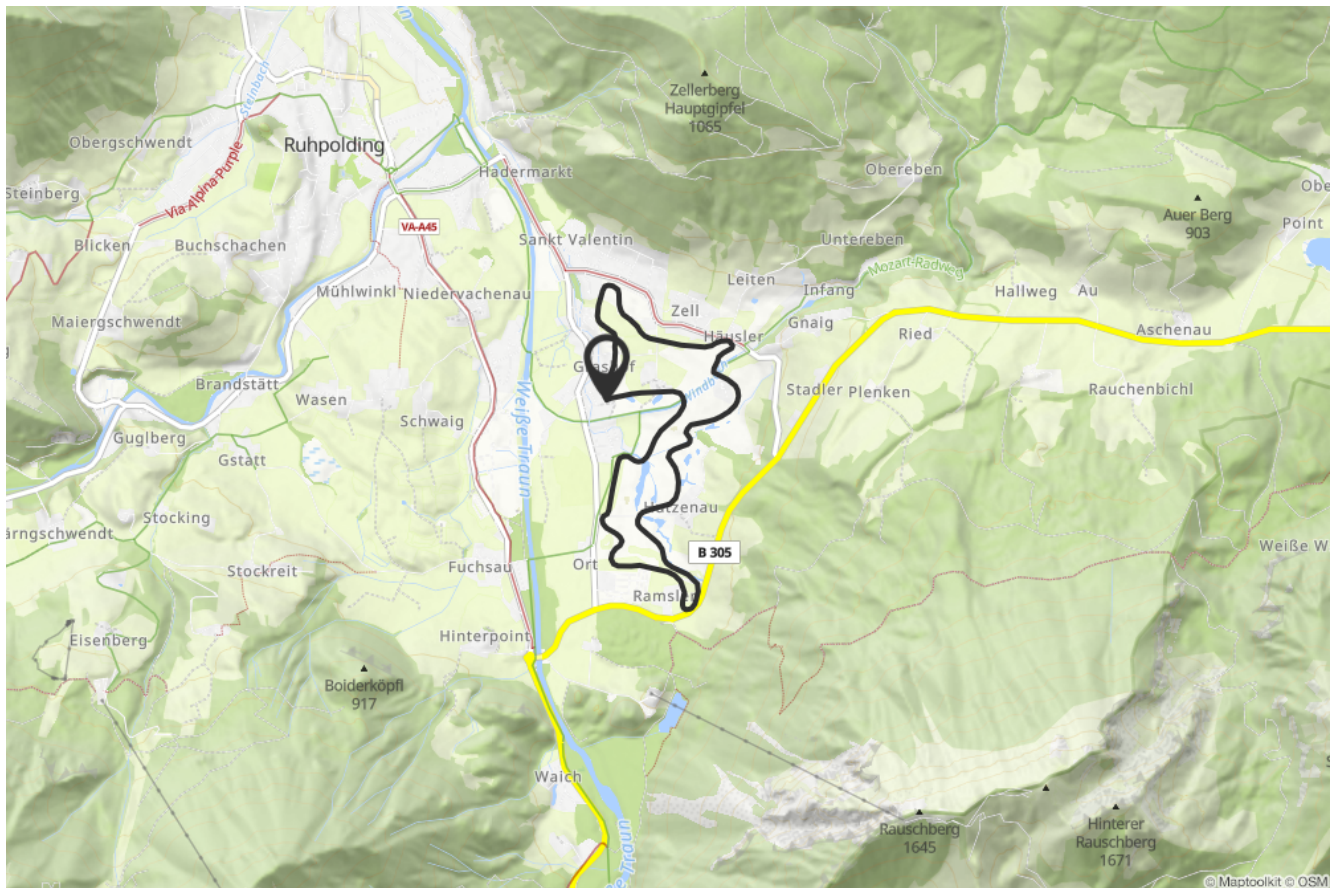 Zellerberg
Hauptgipfel
1065
Steinbach
Obergschwendt
Ruhpolding
Hadermarkt
Obereben
Steinberg
Via Alpina Purple
Auer Berg
903
Point
VA-A45
Blicken
Buchschachen
Sankt Valentin
Untereben
Mozart-Radweg
Leiten
Infang
Mühlwinkl
Niedervachenau
Hallweg
Au
Maiergschwendt
Zell
Gnaig
Häusler
Ried
Aschenau
Brandstätt
Wasen
Weiße Traun
Stadler
Plenken
Rauchenbichl
Schwaig
Guglberg
Gstatt
Stocking
B 305
Weiße W
Fuchsau
Ort
Stockreit
Ramsler
Hinterpoint
Eisenberg
Boiderköpfl
917
Waich
Rauschberg
1645
Hinterer
Rauschberg
1671
© Maptoolkit © OSM